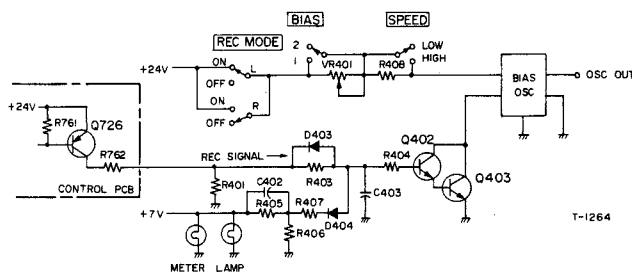 BIAS
SPEED
REC MODE
2
1
LOW
HIGH
ON
L
OFF
+24V
VR401
R408
BIAS
OSC
OSC OUT
ON
R
OFF
+24V
R761
Q726
R762
CONTROL PCB
REC SIGNAL
D403
R403
R404
Q402
Q403
R401
C402
C403
+7V
R405
R407
D404
R406
METER LAMP
T-1264